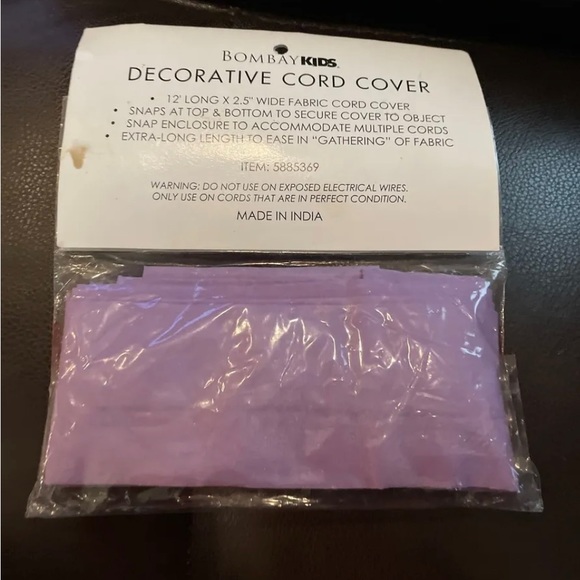 BOMBAY KIDS.
DECORATIVE CORD COVER
• 12' LONG X 2.5" WIDE FABRIC CORD COVER
• SNAPS AT TOP & BOTTOM TO SECURE COVER TO OBJECT
• SNAP ENCLOSURE TO ACCOMMODATE MULTIPLE CORDS
• EXTRA-LONG LENGTH TO EASE IN "GATHERING" OF FABRIC
ITEM: 5885369
WARNING: DO NOT USE ON EXPOSED ELECTRICAL WIRES.
ONLY USE ON CORDS THAT ARE IN PERFECT CONDITION.
MADE IN INDIA